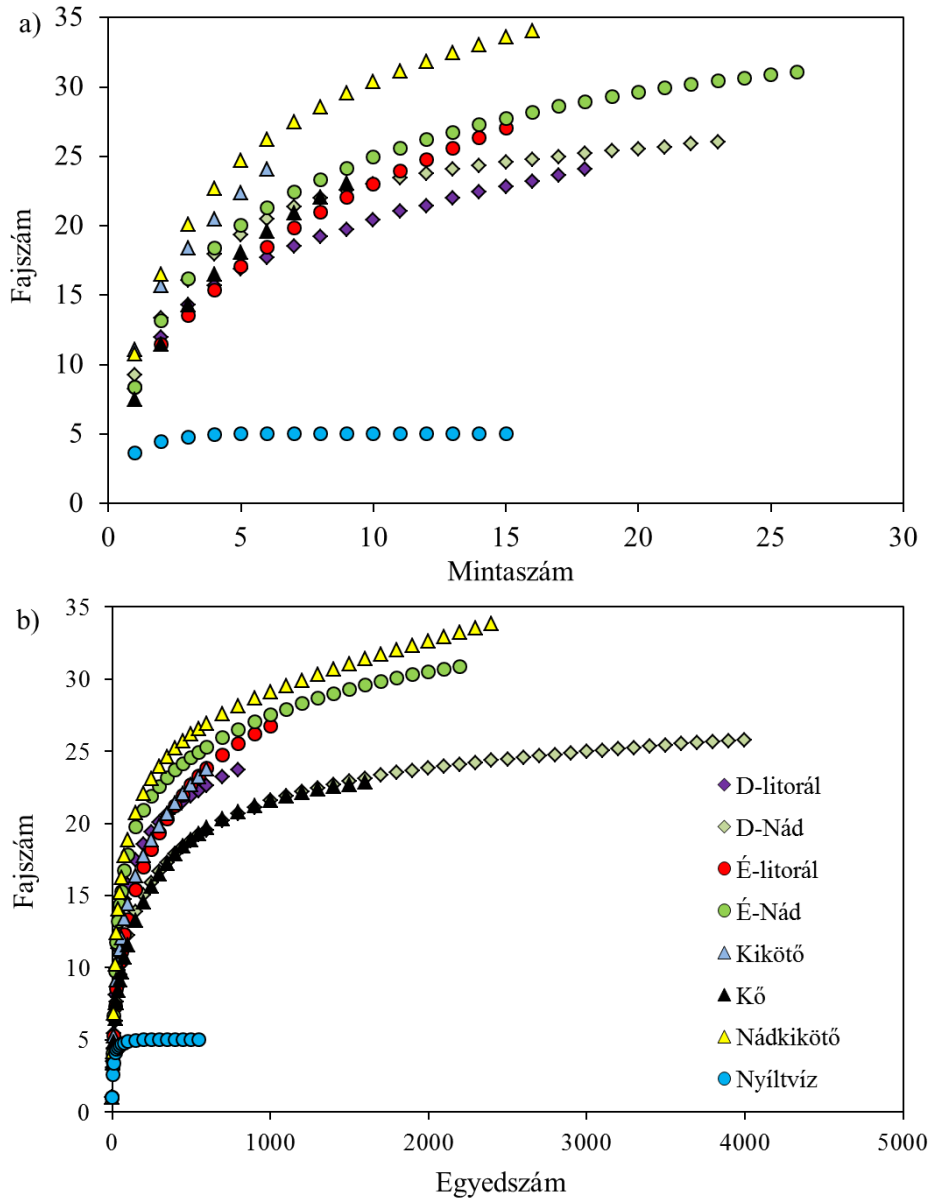 a)
35
30
25
20
15
10
5
0
Fajszám
0 5 10 15 20 25 30
Mintaszám
b)
35
30
25
20
15
10
5
0
Fajszám
D-litorál
D-Nád
É-litorál
É-Nád
Kikötő
Kő
Nádkikötő
Nyíltvíz
0 1000 2000 3000 4000 5000
Egyedszám